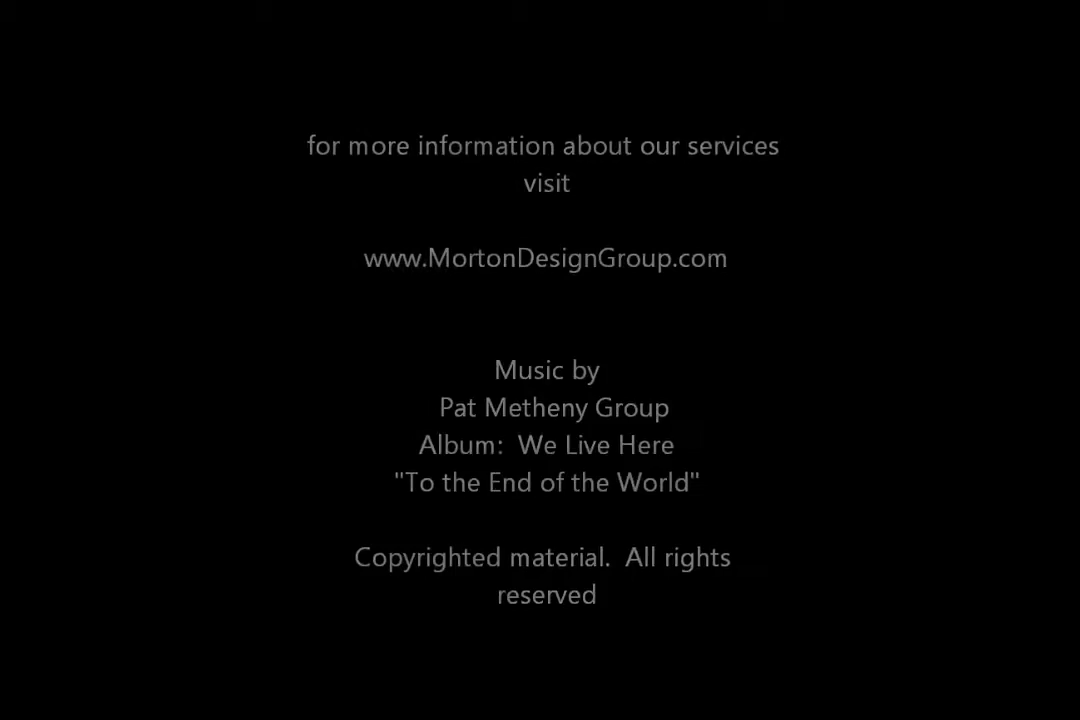 for more information about our services
visit
www.MortonDesignGroup.com
Music by
Pat Metheny Group
Album:  We Live Here
"To the End of the World"
Copyrighted material.  All rights
reserved